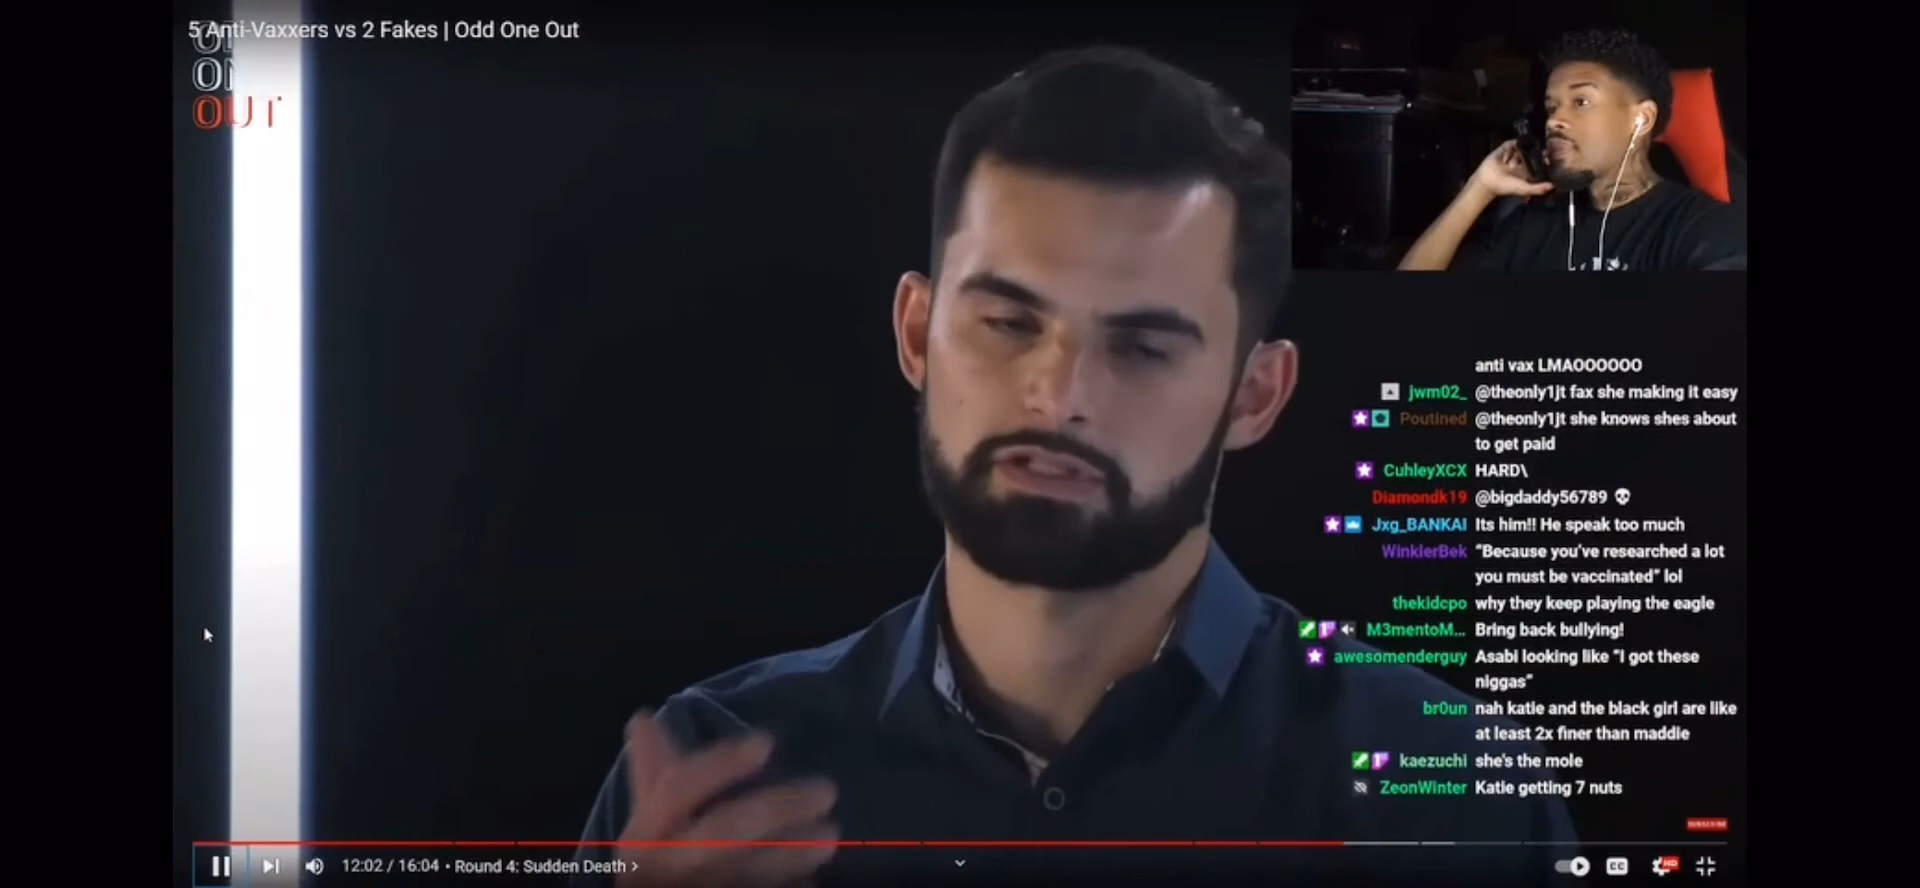 5 Anti-Vaxxers vs 2 Fakes | Odd One Out
OUT
anti vax LMAOOOOOO
jwm02_ @theonly1jt fax she making it easy
Poutined @theonly1jt she knows shes about
to get paid
CuhleyXCX HARD\
Diamondk19 @bigdaddy56789 💀
Jxg_BANKAI Its him!! He speak too much
WinklerBek "Because you've researched a lot
you must be vaccinated" lol
thekidcpo why they keep playing the eagle
M3mentoM... Bring back bullying!
awesomenderguy Asabi looking like "I got these
niggas"
br0un nah katie and the black girl are like
at least 2x finer than maddie
kaezuchi she's the mole
ZeonWinter Katie getting 7 nuts
SUBSCRIBE
12:02 / 16:04 • Round 4: Sudden Death >
CC
HD